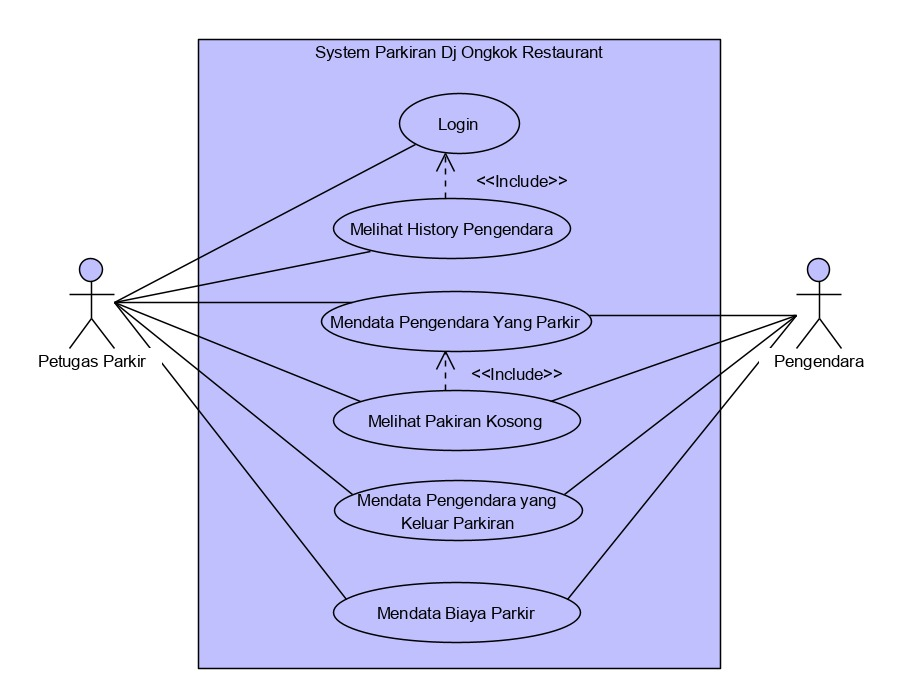 System Parkiran Dj Ongkok Restaurant
Login
<<Include>>
Melihat History Pengendara
Mendata Pengendara Yang Parkir
Petugas Parkir
Pengendara
<<Include>>
Melihat Pakiran Kosong
Mendata Pengendara yang
Keluar Parkiran
Mendata Biaya Parkir